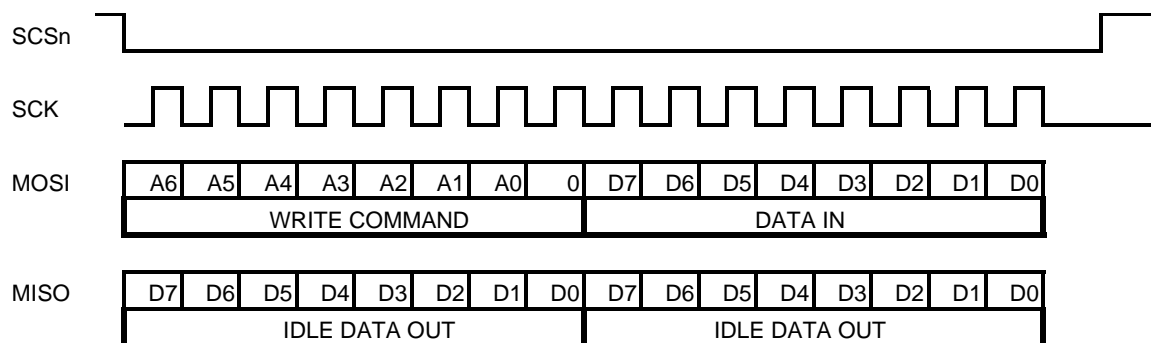 SCSn
SCK
MOSI A6 A5 A4 A3 A2 A1 A0 0 D7 D6 D5 D4 D3 D2 D1 D0
WRITE COMMAND DATA IN
MISO D7 D6 D5 D4 D3 D2 D1 D0 D7 D6 D5 D4 D3 D2 D1 D0
IDLE DATA OUT IDLE DATA OUT